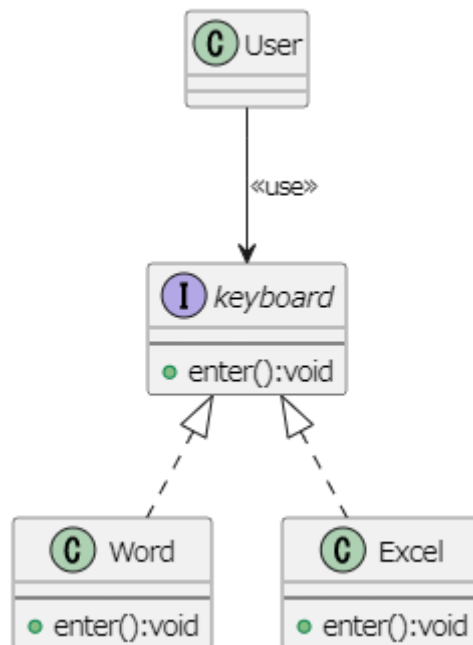 C User
«use»
I keyboard
enter():void
C Word
C Excel
enter():void
enter():void